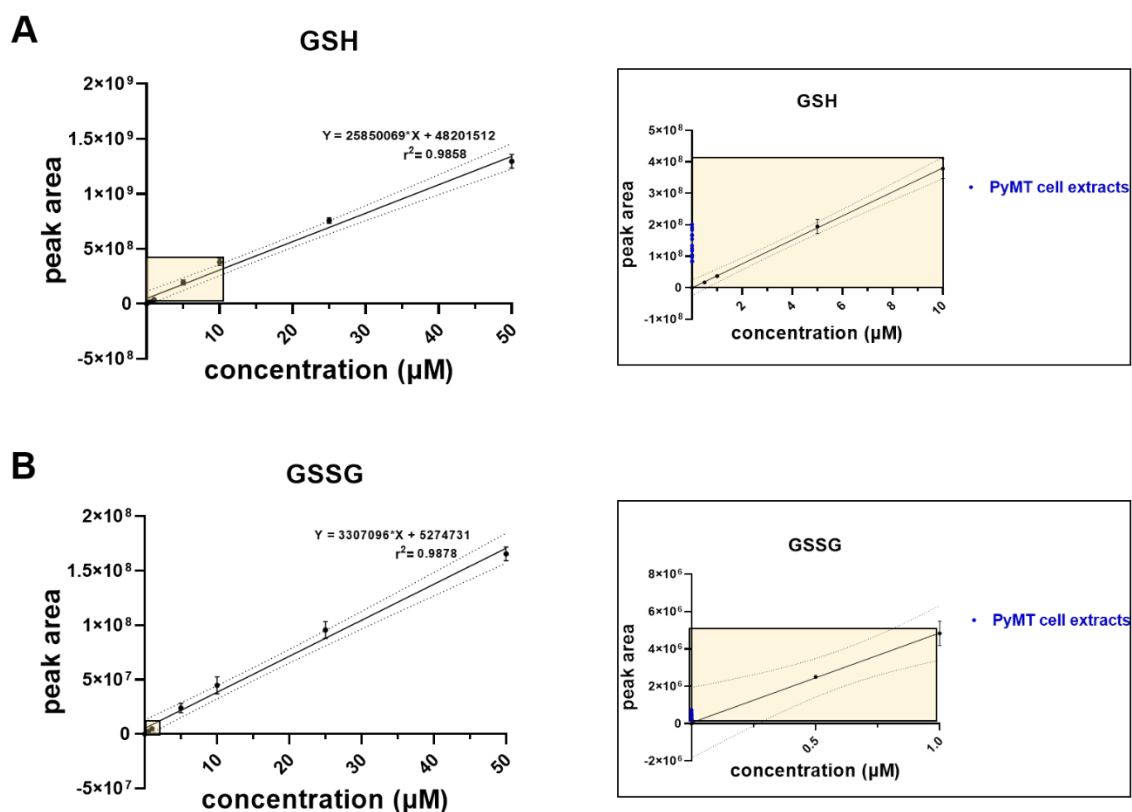 A
GSH
2×10⁹
1.5×10⁹
1×10⁹
5×10⁸
0
-5×10⁸
peak area
Y = 25850069*X + 48201512
r²= 0.9858
10
20
30
40
50
concentration (µM)
GSH
5×10⁸
4×10⁸
3×10⁸
2×10⁸
1×10⁸
0
-1×10⁸
peak area
2
4
6
8
10
concentration (µM)
PyMT cell extracts
B
GSSG
2×10⁸
1.5×10⁸
1×10⁸
5×10⁷
0
-5×10⁷
peak area
Y = 3307096*X + 5274731
r²= 0.9878
10
20
30
40
50
concentration (µM)
GSSG
8×10⁶
6×10⁶
4×10⁶
2×10⁶
0
-2×10⁶
peak area
0.5
1.0
concentration (µM)
PyMT cell extracts